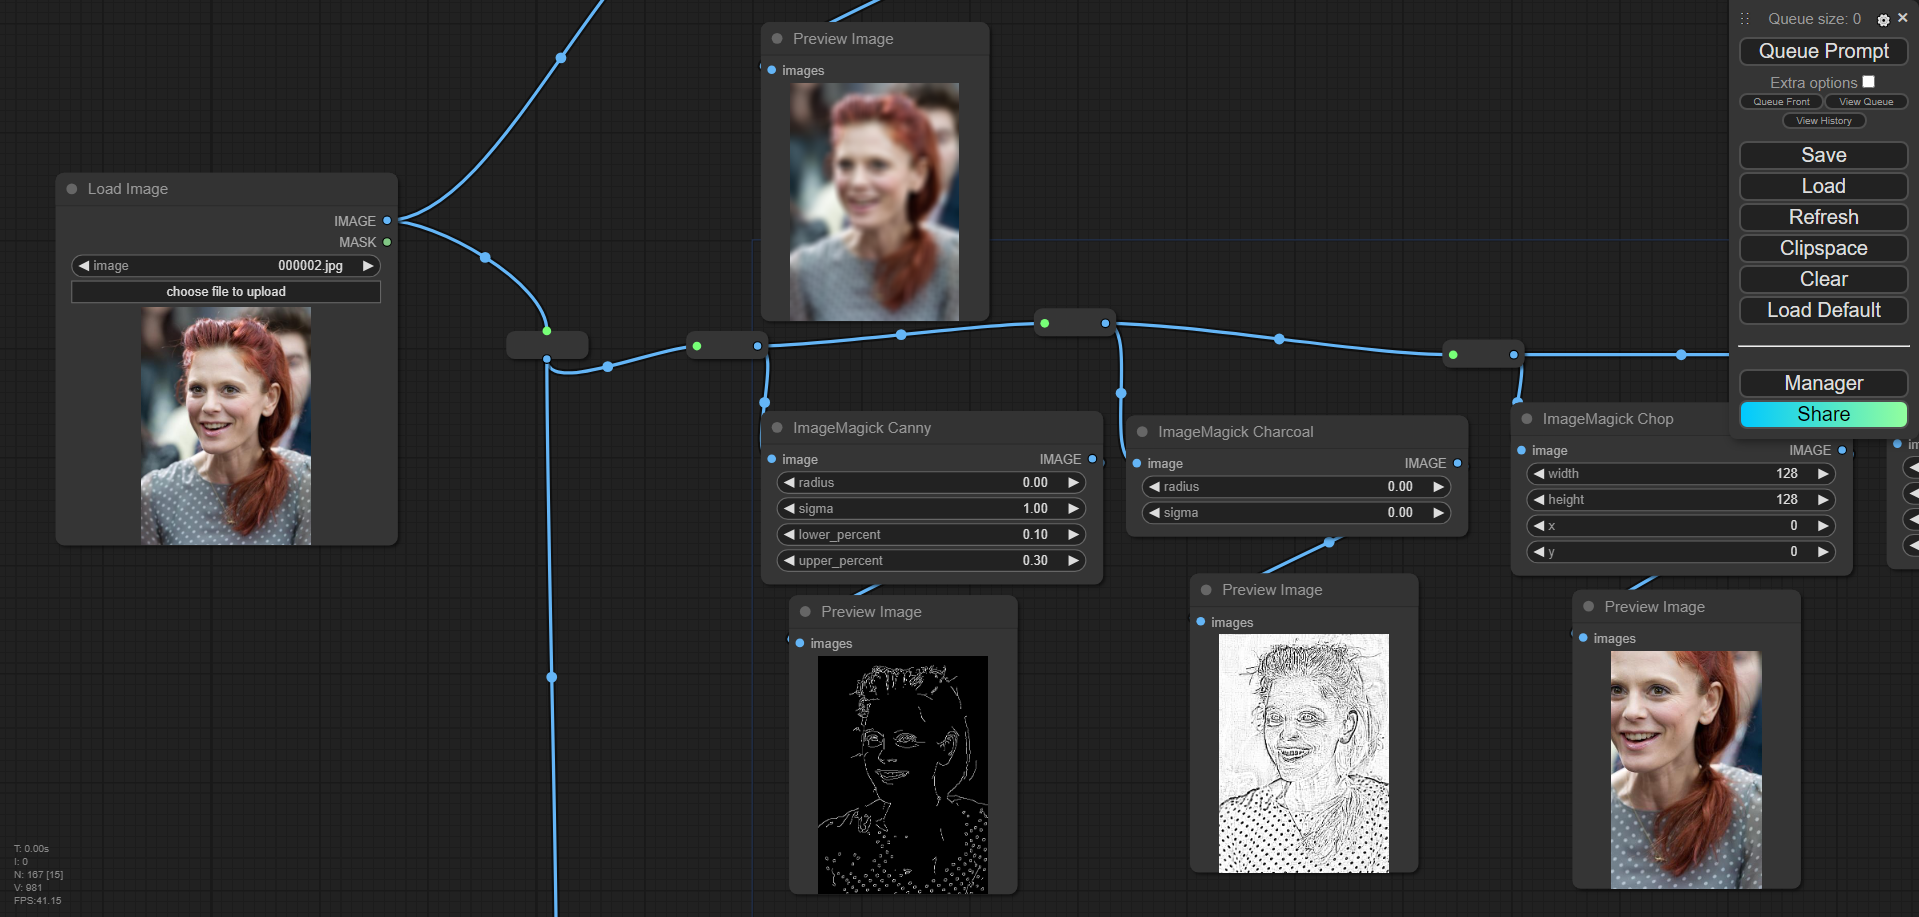 Preview Image
images
Load Image
IMAGE
MASK
image 000002.jpg
choose file to upload
ImageMagick Canny
image IMAGE
radius 0.00
sigma 1.00
lower_percent 0.10
upper_percent 0.30
Preview Image
images
ImageMagick Charcoal
image IMAGE
radius 0.00
sigma 0.00
Preview Image
images
ImageMagick Chop
image IMAGE
width 128
height 128
x 0
y 0
Preview Image
images
Queue size: 0
Queue Prompt
Extra options
Queue Front View Queue
View History
Save
Load
Refresh
Clipspace
Clear
Load Default
Manager
Share
T: 0.00s
I: 0
N: 167 [15]
V: 981
FPS:41.15